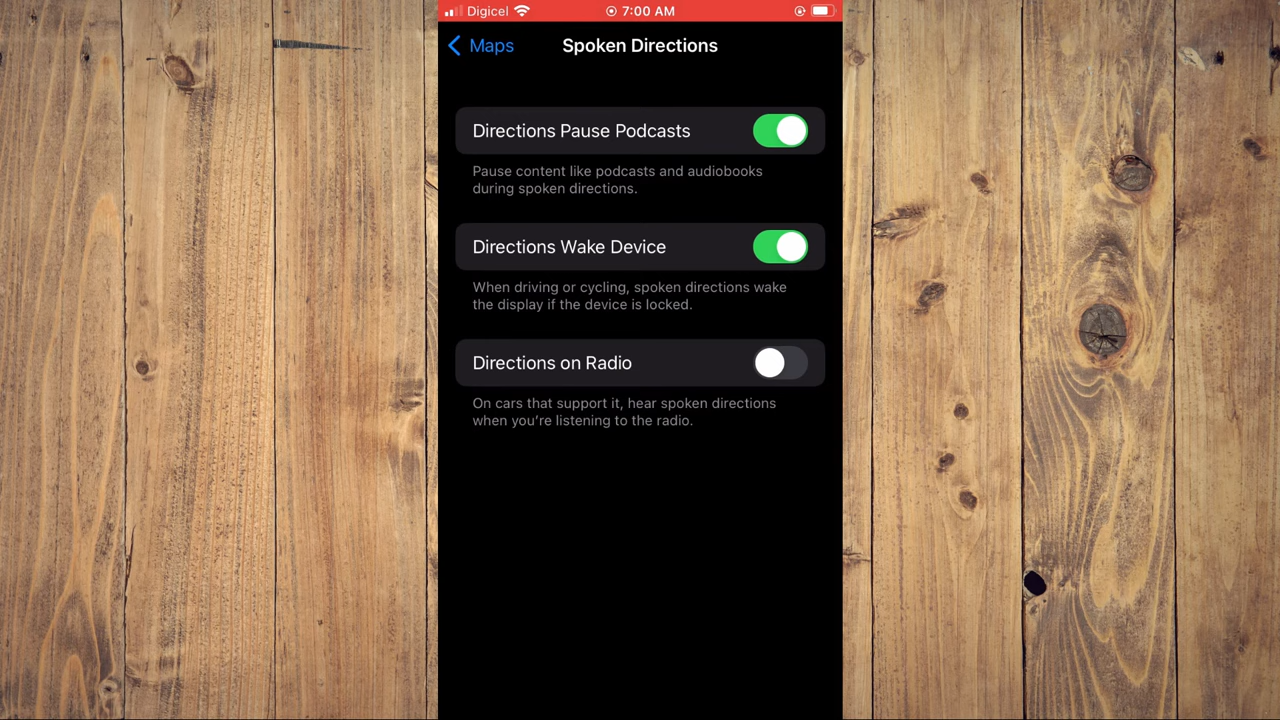 Digicel 7:00 AM
Maps Spoken Directions
Directions Pause Podcasts
Pause content like podcasts and audiobooks
during spoken directions.
Directions Wake Device
When driving or cycling, spoken directions wake
the display if the device is locked.
Directions on Radio
On cars that support it, hear spoken directions
when you're listening to the radio.